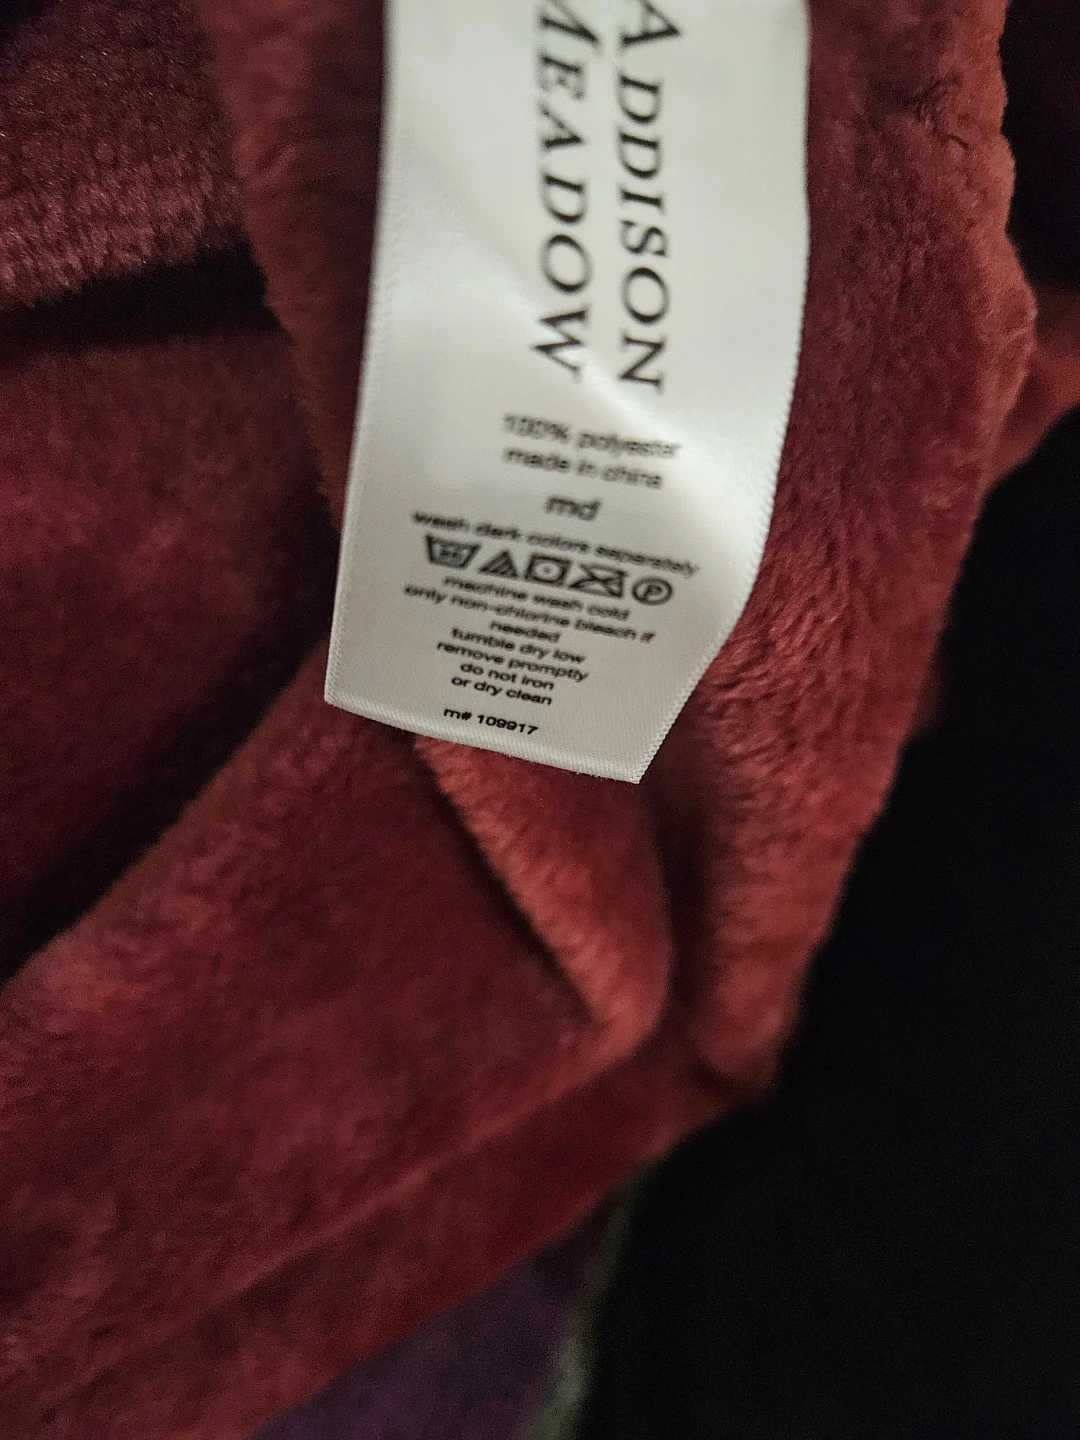 ADDISON
MEADOW
100% polyester
made in china
md
wash dark colors separately
P
machine wash cold
only non-chlorine bleach if
needed
tumble dry low
remove promptly
do not iron
or dry clean
m# 109917